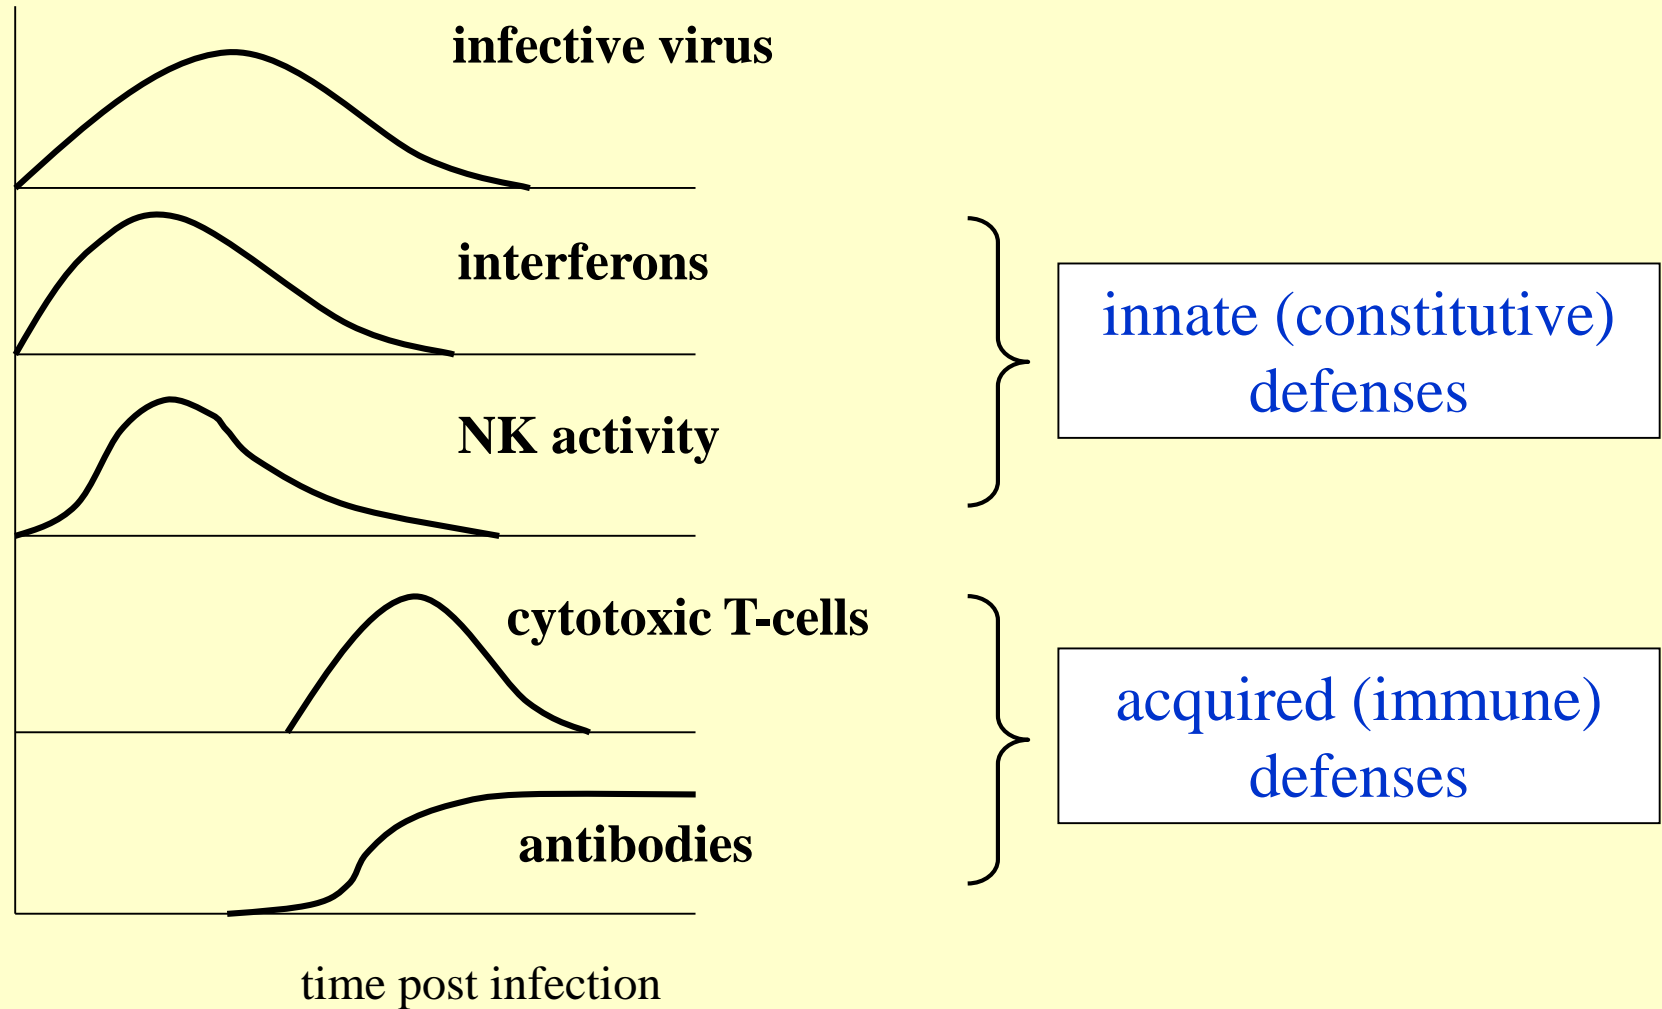 infective virus
interferons
innate (constitutive)
defenses
NK activity
cytotoxic T-cells
acquired (immune)
defenses
antibodies
time post infection